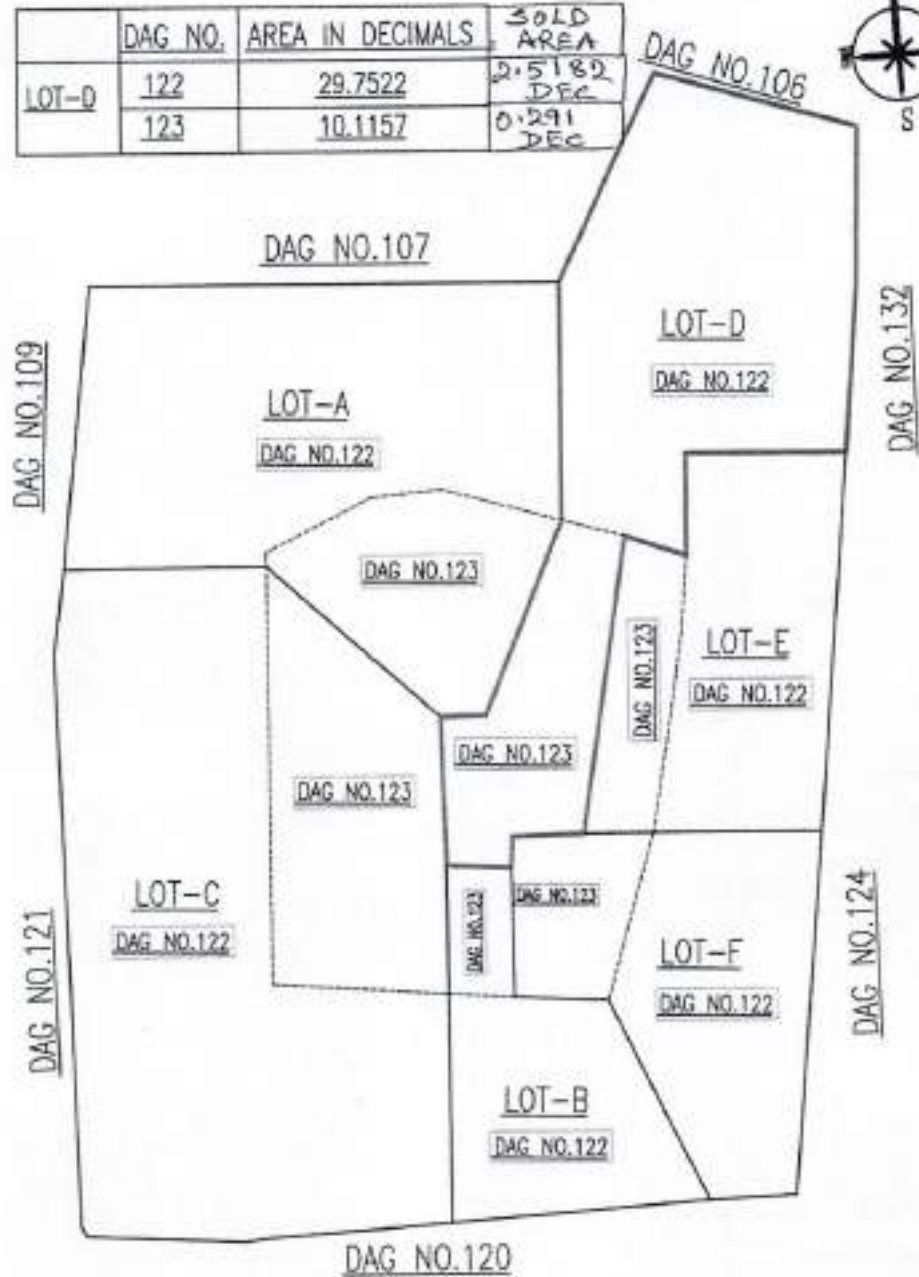 DAG NO. AREA IN DECIMALS SOLD AREA
LOT-D 122 29.7522 2.5182 DEC
123 10.1157 0.291 DEC
DAG NO.106
S
DAG NO.107
DAG NO.109
LOT-A
DAG NO.122
LOT-D
DAG NO.122
DAG NO.132
DAG NO.123
DAG NO.123
LOT-E
DAG NO.122
DAG NO.123
DAG NO.123
LOT-C
DAG NO.122
DAG NO.121
DAG NO.123
DAG NO.123
LOT-F
DAG NO.122
DAG NO.124
LOT-B
DAG NO.122
DAG NO.120